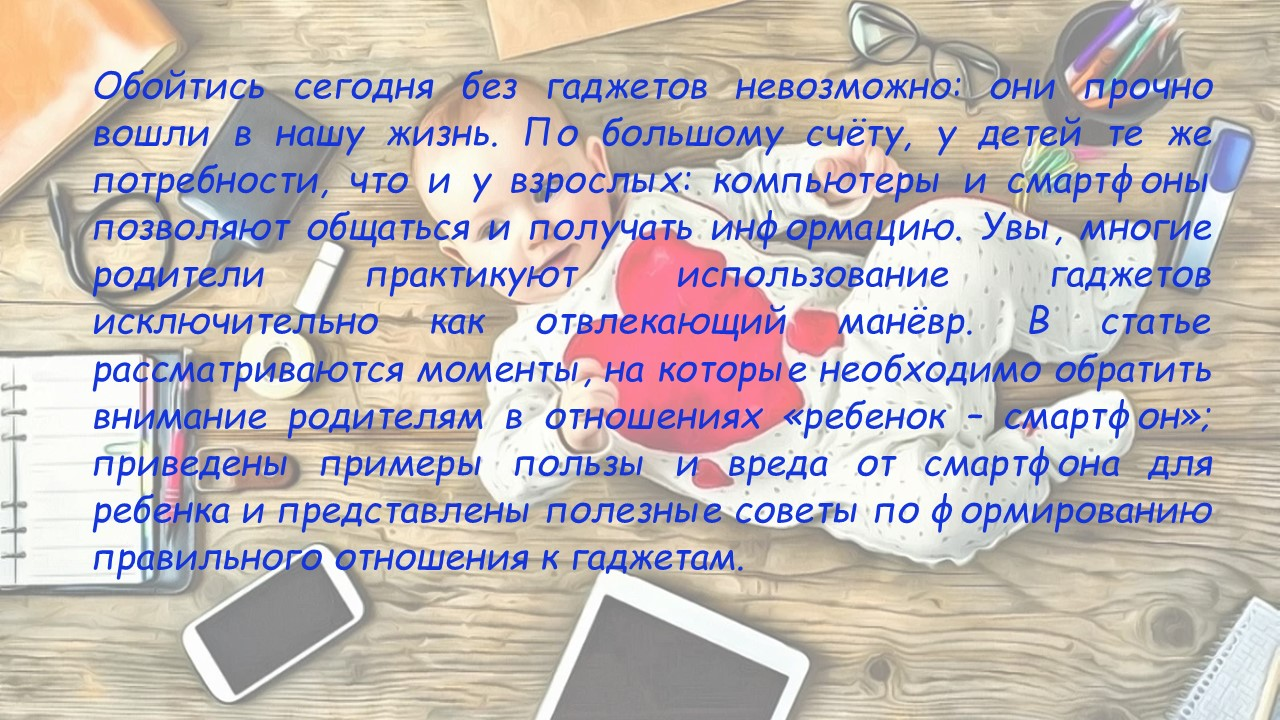 Обойтись сегодня без гаджетов невозможно: они прочно
вошли в нашу жизнь. По большому счёту, у детей те же
потребности, что и у взрослых: компьютеры и смартфоны
позволяют общаться и получать информацию. Увы, многие
родители практикуют использование гаджетов
исключительно как отвлекающий манёвр. В статье
рассматриваются моменты, на которые необходимо обратить
внимание родителям в отношениях «ребенок – смартфон»;
приведены примеры пользы и вреда от смартфона для
ребенка и представлены полезные советы по формированию
правильного отношения к гаджетам.